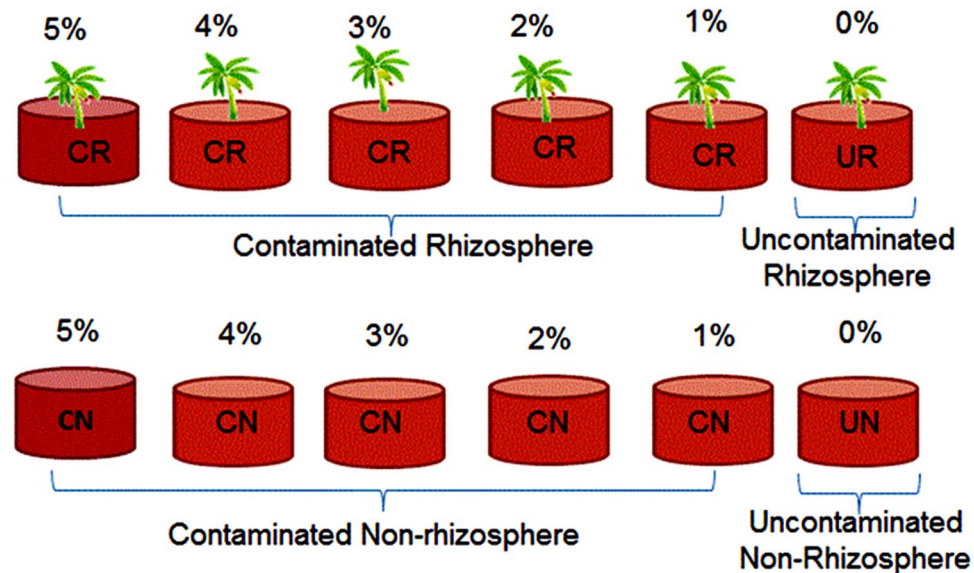 5% 4% 3% 2% 1% 0%
CR CR CR CR CR UR
Contaminated Rhizosphere
Uncontaminated
Rhizosphere
5% 4% 3% 2% 1% 0%
CN CN CN CN CN UN
Contaminated Non-rhizosphere
Uncontaminated
Non-Rhizosphere